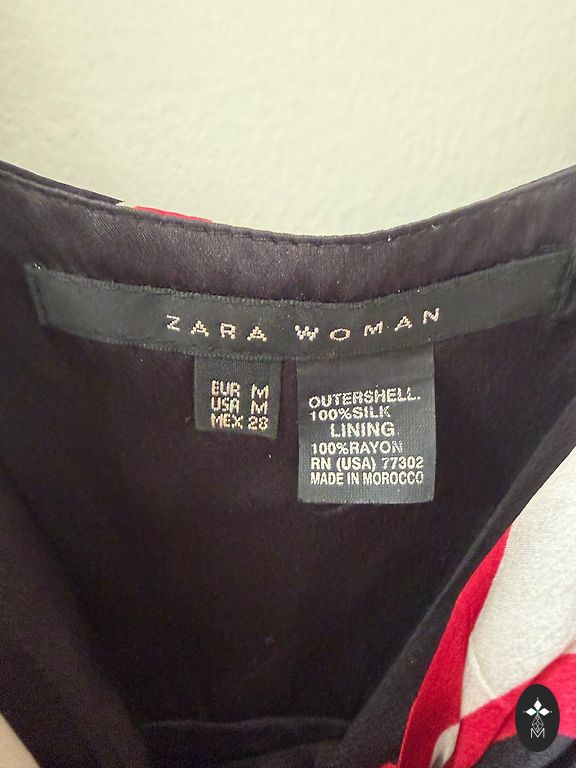 ZARA WOMAN
EUR M
USA M
MEX 28
OUTERSHELL.
100%SILK
LINING
100%RAYON
RN (USA) 77302
MADE IN MOROCCO
M